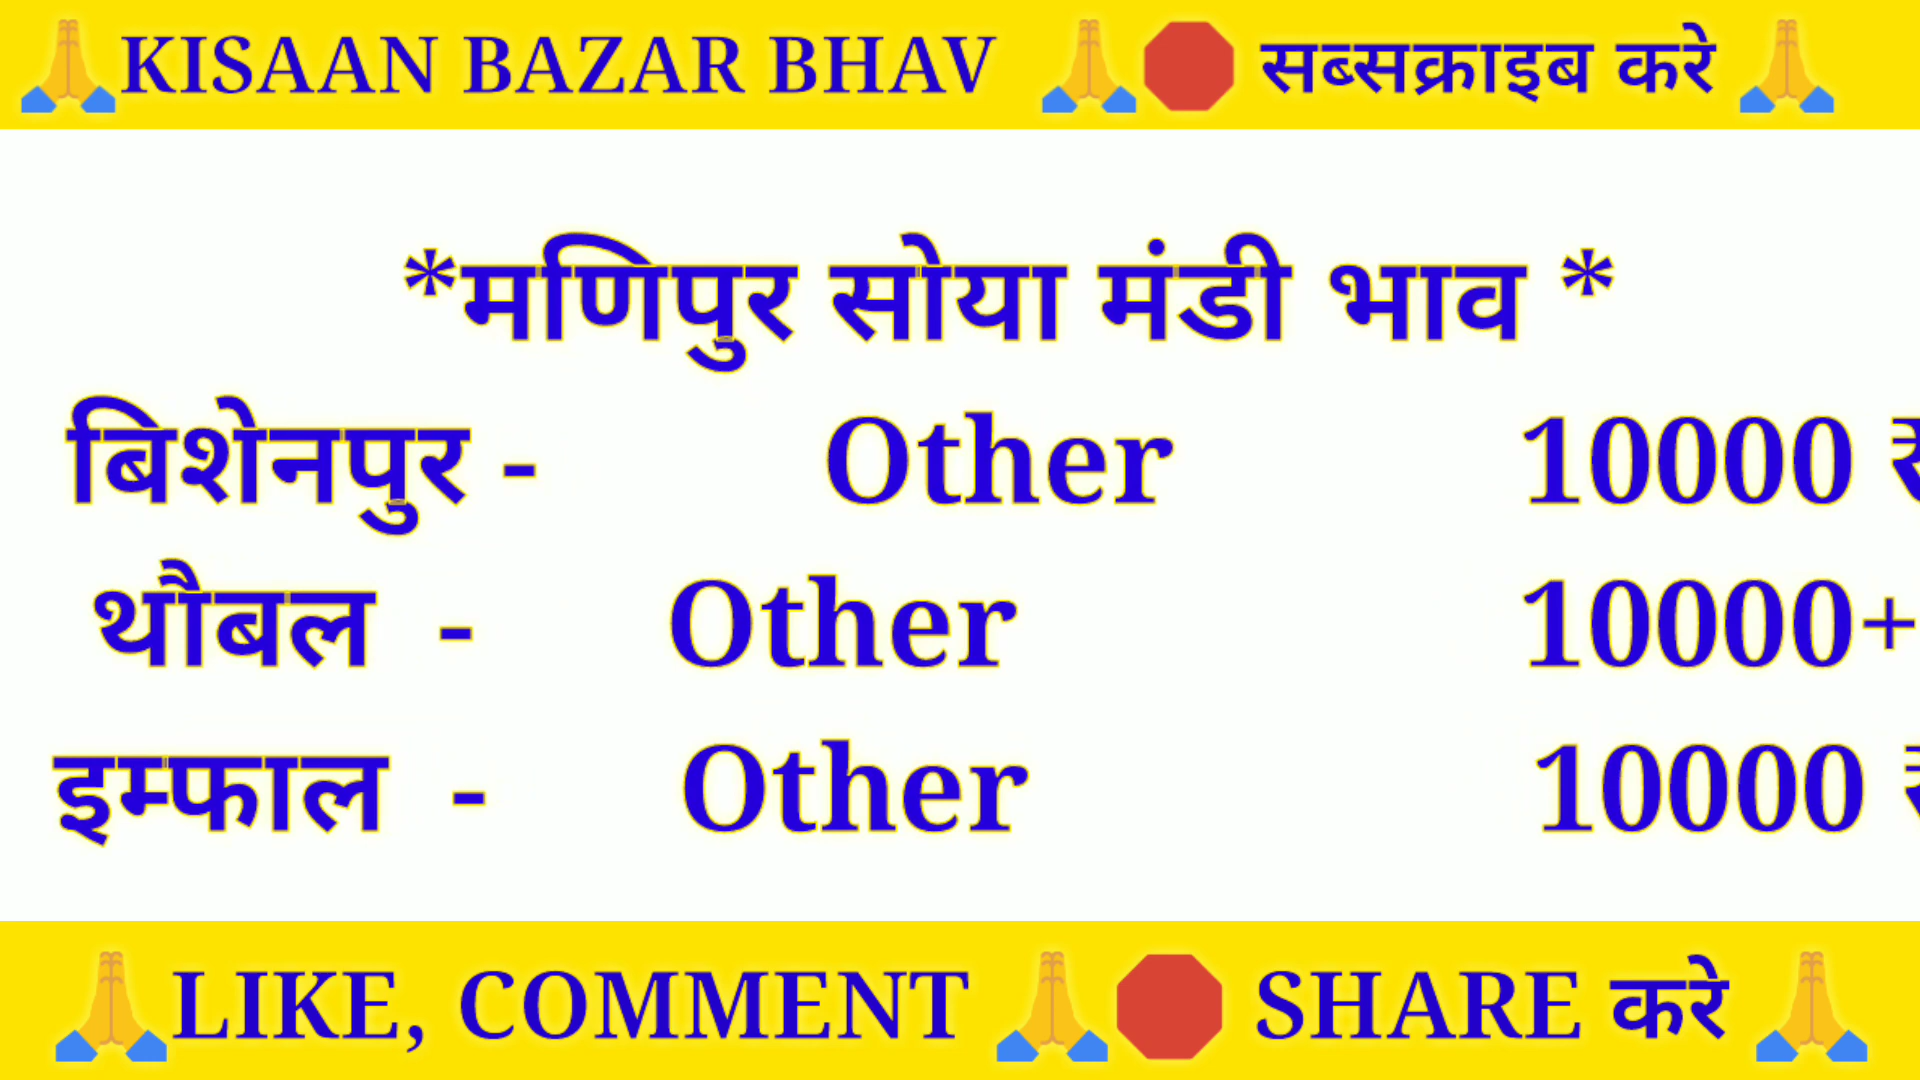 🙏KISAAN BAZAR BHAV 🙏🛑 सब्सक्राइब करे 🙏
*मणिपुर सोया मंडी भाव *
बिशेनपुर - Other 10000 ₹
थौबल - Other 10000+
इम्फाल - Other 10000 ₹
🙏LIKE, COMMENT 🙏🛑 SHARE करे 🙏